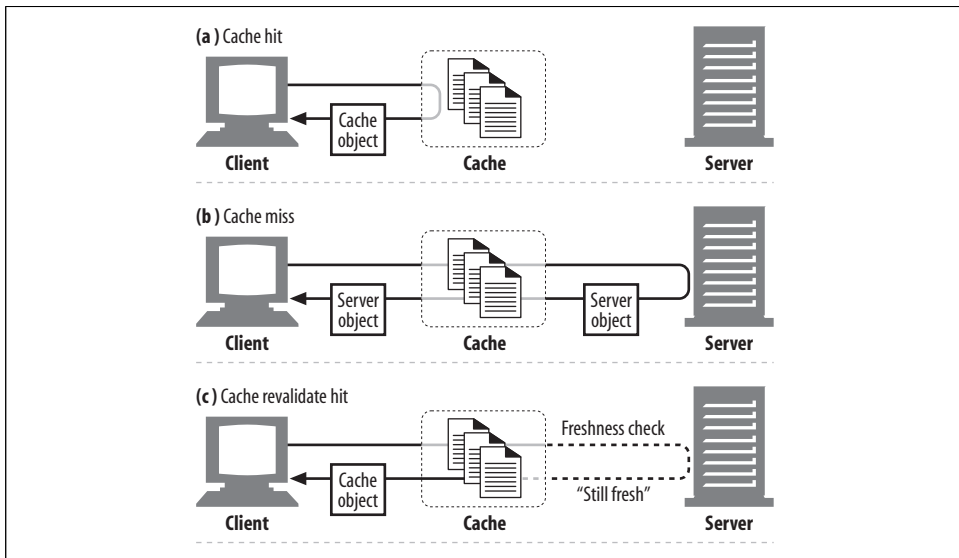 (a) Cache hit
Cache
object
Client
Cache
Server
(b) Cache miss
Server
object
Server
object
Client
Cache
Server
(c) Cache revalidate hit
Freshness check
Cache
object
“Still fresh”
Client
Cache
Server